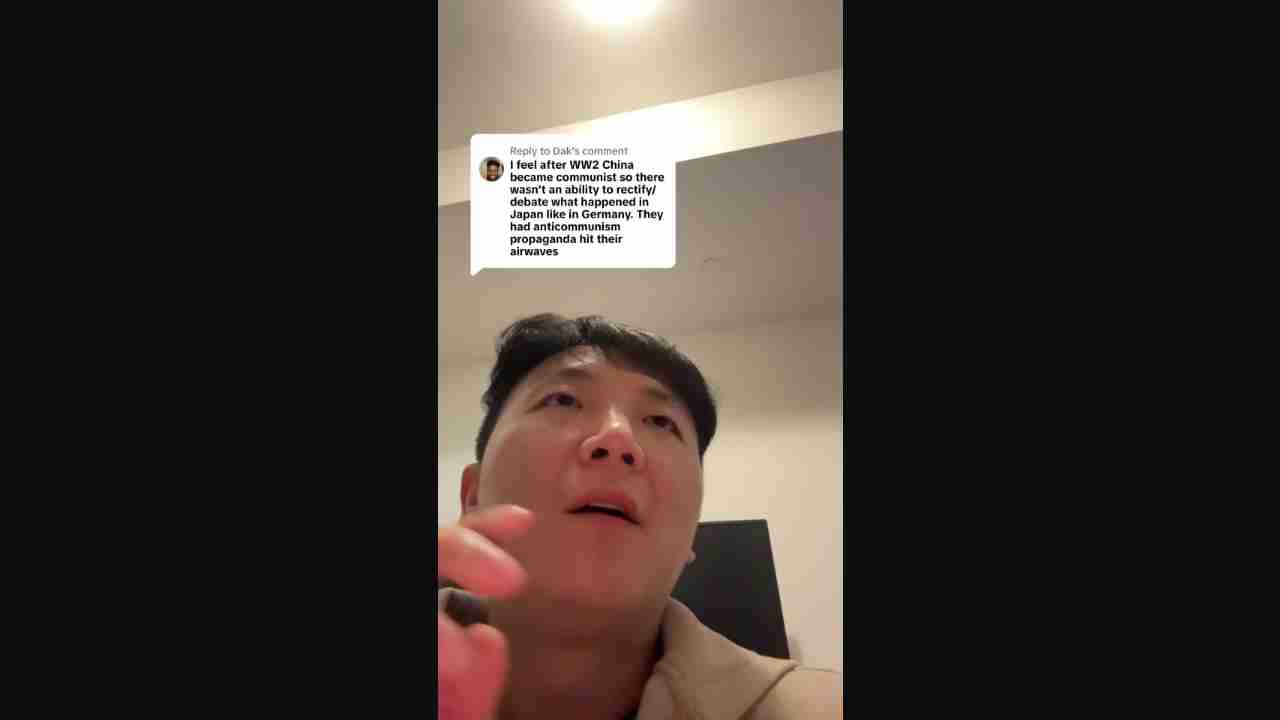 Reply to Dak's comment
I feel after WW2 China
became communist so there
wasn't an ability to rectify/
debate what happened in
Japan like in Germany. They
had anticommunism
propaganda hit their
airwaves